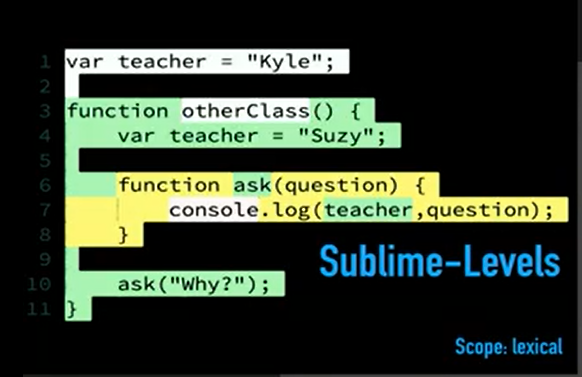 1 var teacher = "Kyle";
2
3 function otherClass() {
4     var teacher = "Suzy";
5
6     function ask(question) {
7         console.log(teacher,question);
8     }
9
10     ask("Why?");
11 }
Sublime-Levels
Scope: lexical